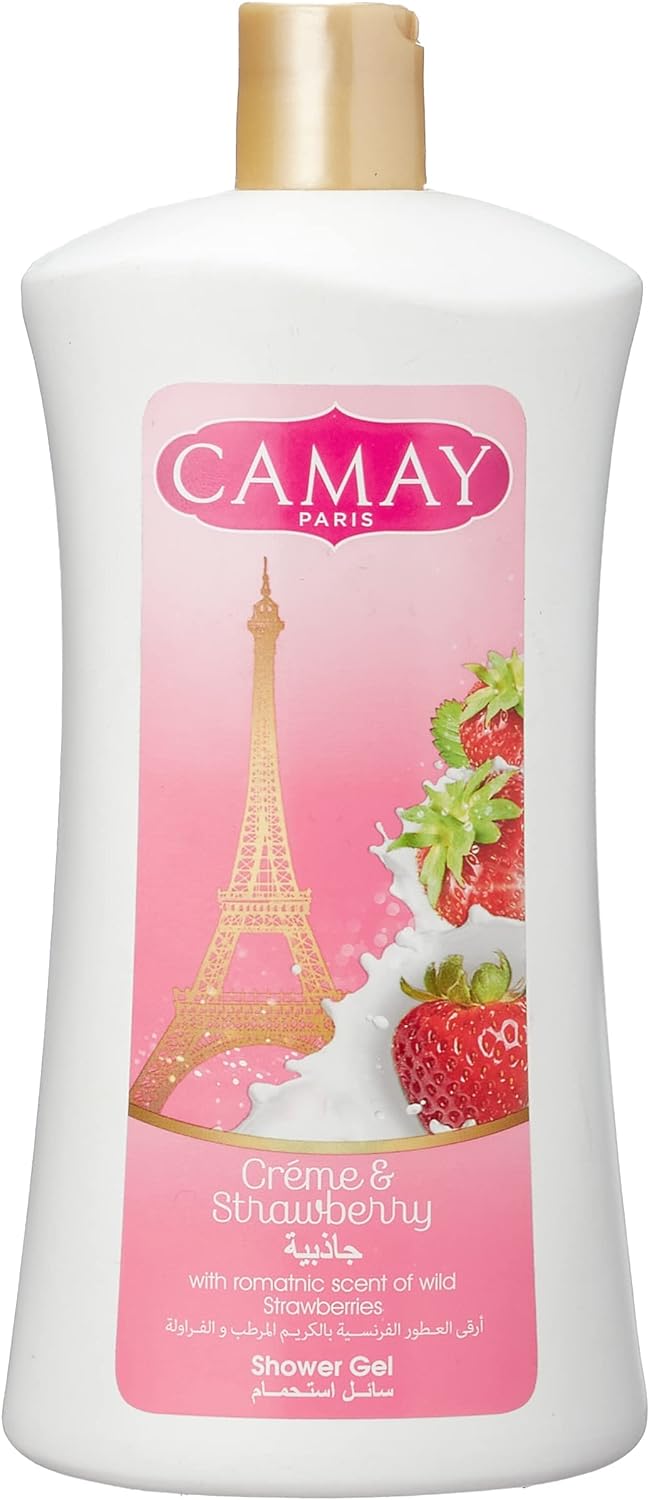 CAMAY
PARIS
Créme &
Strawberry
جاذبية
with romatnic scent of wild
Strawberries
أرقى العطور الفرنسية بالكريم المرطب و الفراولة
Shower Gel
سائل استحمام